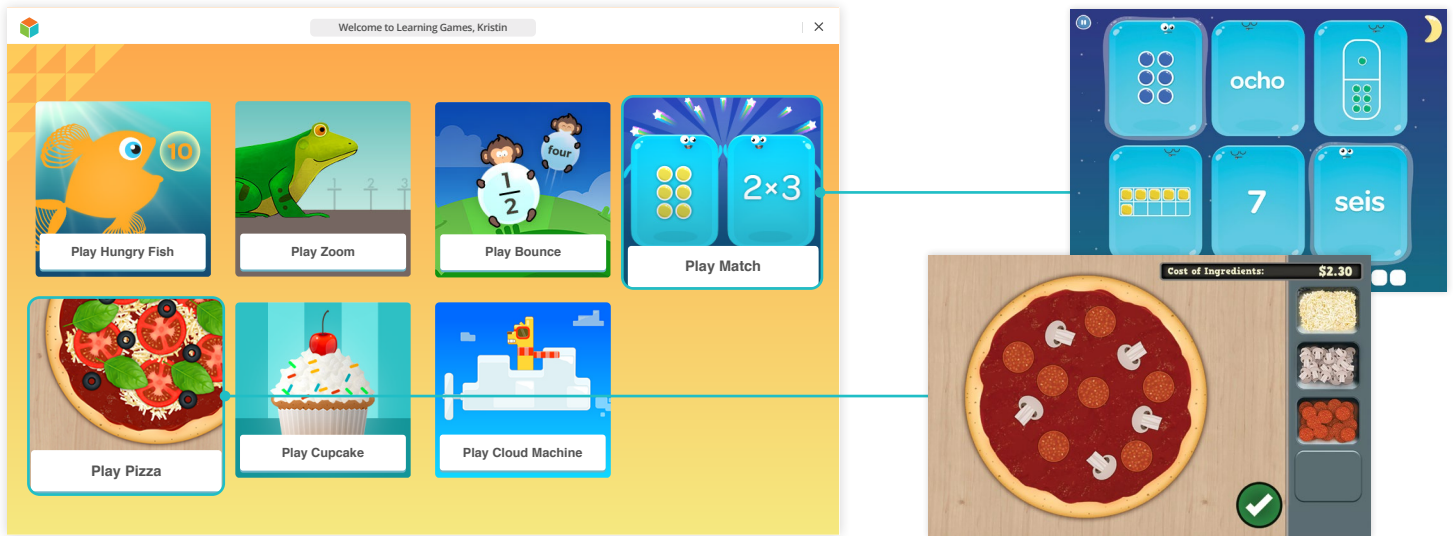 Welcome to Learning Games, Kristin
10
Play Hungry Fish
1 2 3
Play Zoom
four
1
2
Play Bounce
2×3
Play Match
Play Pizza
Play Cupcake
Play Cloud Machine
ocho
7
seis
Cost of Ingredients: $2.30